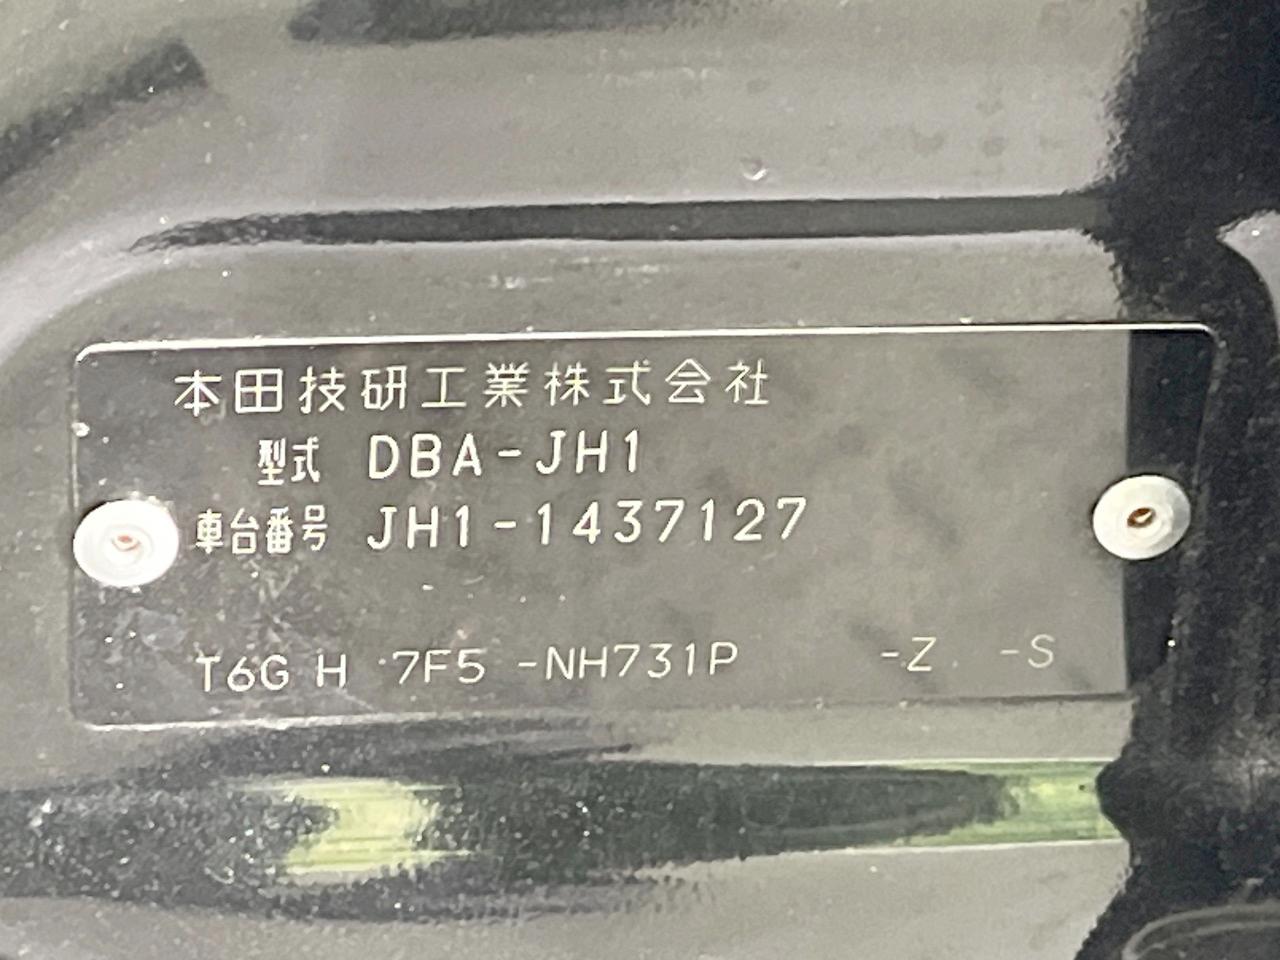 本田技研工業株式会社
型式 DBA-JH1
車台番号 JH1-1437127
T6G H 7F5 -NH731P -Z -S